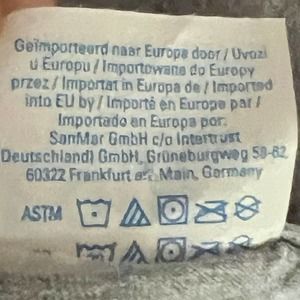 Geïmporteerd naar Europa door / Uvozi
u Europu / Importowane do Europy
przez / Importat in Europa de / Imported
into EU by / Importé en Europe par /
Importado en Europa por:
SanMar GmbH c/o Intertrust
(Deutschland) GmbH, Grüneburgweg 58-62
60322 Frankfurt Main, Germany
ASTM